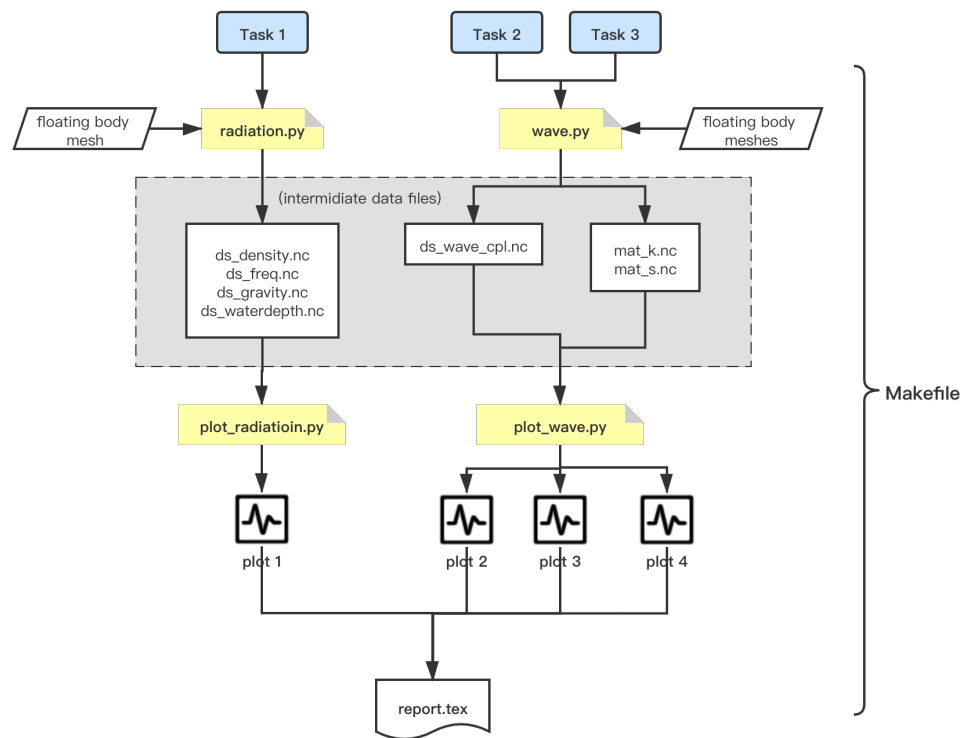 Task 1
Task 2
Task 3
floating body
mesh
radiation.py
wave.py
floating body
meshes
(intermidiate data files)
ds_density.nc
ds_freq.nc
ds_gravity.nc
ds_waterdepth.nc
ds_wave_cpl.nc
mat_k.nc
mat_s.nc
Makefile
plot_radiatioin.py
plot_wave.py
plot 1
plot 2
plot 3
plot 4
report.tex